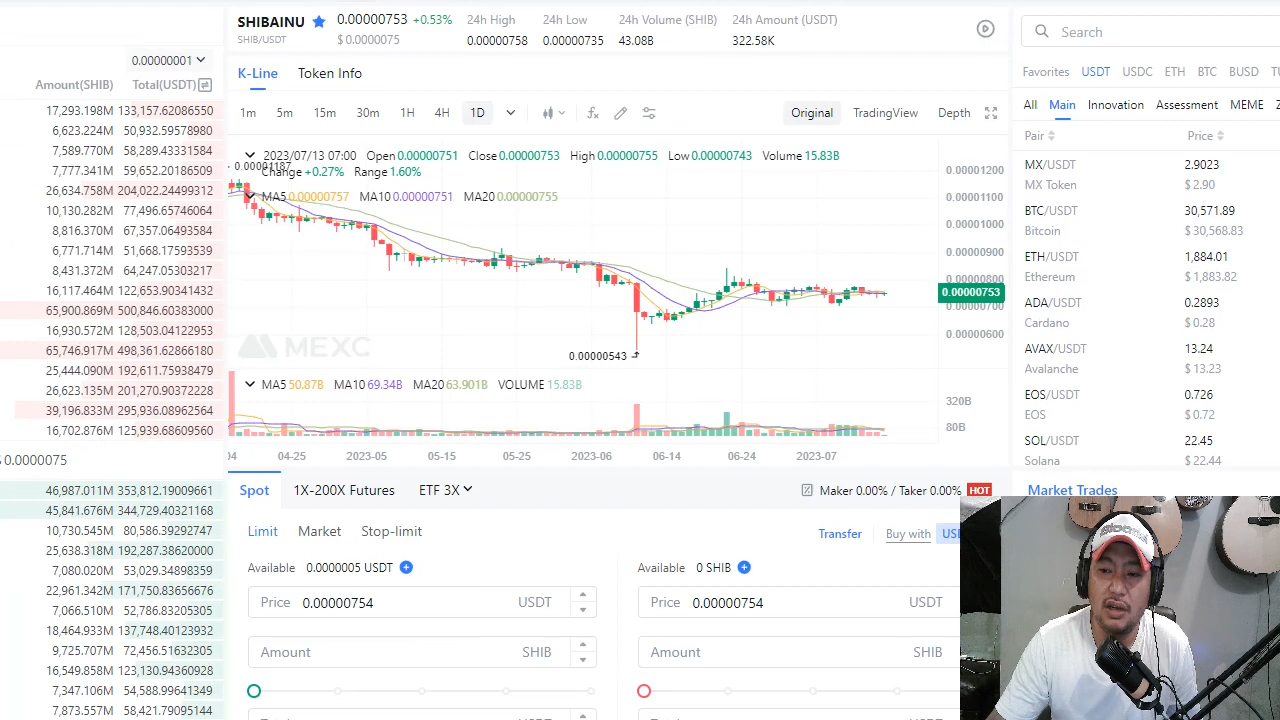 SHIBAINU 0.00000753 +0.53% 24h High 24h Low 24h Volume (SHIB) 24h Amount (USDT)
SHIB/USDT $ 0.0000075 0.00000758 0.00000735 43.08B 322.58K
Search
0.00000001
Amount(SHIB) Total(USDT)
17,293.198M 133,157.62086550
6,623.224M 50,932.59578980
7,589.770M 58,289.43331584
7,777.341M 59,652.20186509
26,634.758M 204,022.24499312
10,130.282M 77,496.65746064
8,816.370M 67,357.06493584
6,771.714M 51,668.17593539
8,431.372M 64,247.05303217
16,117.464M 122,653.90341432
65,900.869M
16,930.572M 128,503.04122953
65,746.917M 498,361.62866180
25,444.090M 192,611.75938479
26,623.135M 201,270.90372228
39,196.833M 295,936.08962564
16,702.876M 125,939.68609560
0.0000075
46,987.011M 353,812.19009661
45,841.676M 344,729.40321168
10,730.545M 80,586.39292747
25,638.318M 192,287.38620000
7,080.020M 53,029.34898359
22,961.342M 171,750.83656676
7,066.510M 52,786.83205305
18,464.933M 137,748.40123932
9,725.707M 72,456.51632305
16,549.858M 123,130.94360928
7,347.106M 54,588.99641349
7,873.557M 58,421.79095144
K-Line Token Info
1m 5m 15m 30m 1H 4H 1D Original TradingView Depth
2023/07/13 07:00 Open 0.00000751 Close 0.00000753 High 0.00000755 Low 0.00000743 Volume 15.83B
0.00001187
Change +0.27% Range 1.60%
MA5 0.00000757 MA10 0.00000751 MA20 0.00000755
0.00001200
0.00001100
0.00001000
0.00000900
0.00000800
0.00000753
0.00000700
0.00000600
MEXC
0.00000543
MA5 50.87B MA10 69.34B MA20 63.901B VOLUME 15.83B
320B
80B
04 04-25 2023-05 05-15 05-25 2023-06 06-14 06-24 2023-07
Spot 1X-200X Futures ETF 3X Maker 0.00% / Taker 0.00% HOT
Limit Market Stop-limit Transfer Buy with
Available 0.0000005 USDT Available 0 SHIB
Price 0.00000754 USDT Price 0.00000754 USDT
Amount SHIB Amount SHIB
Favorites USDT USDC ETH BTC BUSD
All Main Innovation Assessment MEME
Pair Price
MX/USDT 2.9023
MX Token $ 2.90
BTC/USDT 30,571.89
Bitcoin $ 30,568.83
ETH/USDT 1,884.01
Ethereum $ 1,883.82
ADA/USDT 0.2893
Cardano $ 0.28
AVAX/USDT 13.24
Avalanche $ 13.23
EOS/USDT 0.726
EOS $ 0.72
SOL/USDT 22.45
Solana $ 22.44
Market Trades